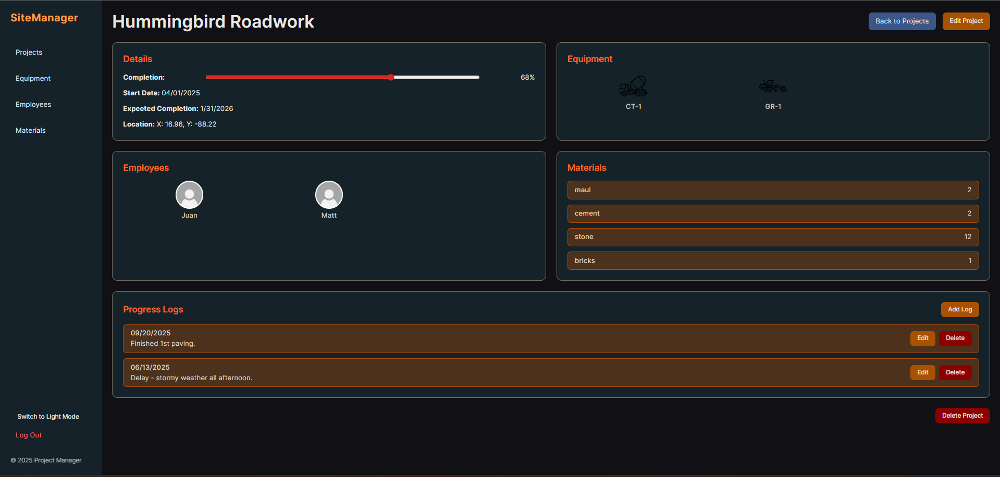 SiteManager
Projects
Equipment
Employees
Materials
Switch to Light Mode
Log Out
© 2025 Project Manager
Hummingbird Roadwork
Back to Projects
Edit Project
Details
Completion: 68%
Start Date: 04/01/2025
Expected Completion: 1/31/2026
Location: X: 16.96, Y: -88.22
Equipment
CT-1
GR-1
Employees
Juan
Matt
Materials
maul 2
cement 2
stone 12
bricks 1
Progress Logs
Add Log
09/20/2025
Finished 1st paving.
Edit
Delete
06/13/2025
Delay - stormy weather all afternoon.
Edit
Delete
Delete Project